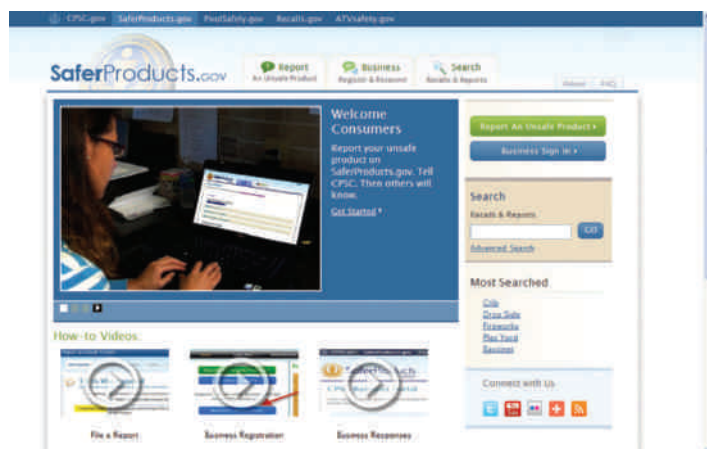 CPSC.gov SaferProducts.gov PoolSafety.gov Recalls.gov ATVsafety.gov
SaferProducts.gov
Report
An Unsafe Product
Business
Register & Respond
Search
Recalls & Reports
Home FAQ
Welcome
Consumers
Report your unsafe
product on
SaferProducts.gov. Tell
CPSC. Then others will
know.
Get Started
Report An Unsafe Product
Business Sign In
Search
Recalls & Reports
GO
Advanced Search
Most Searched
Crib
Drop Side
Fireworks
Play Yard
Bassinet
How-to Videos
File a Report
Business Registration
Business Responses
Connect with Us